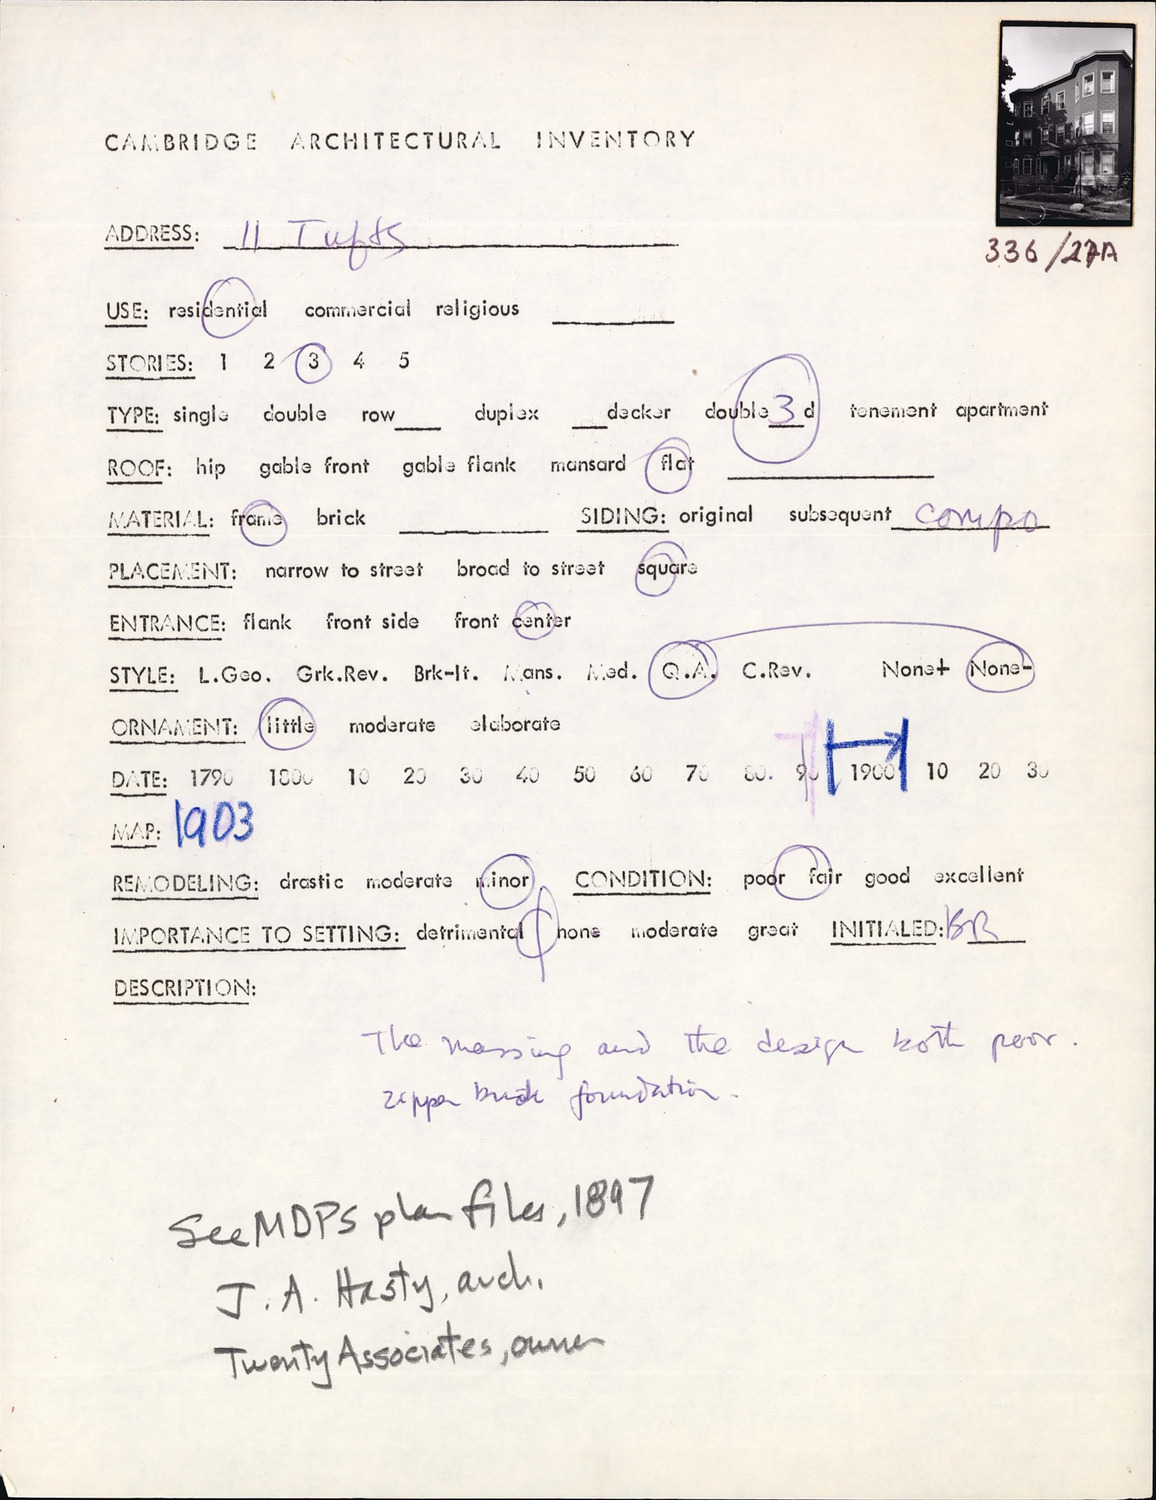 CAMBRIDGE ARCHITECTURAL INVENTORY
336/27A
ADDRESS: 11 Tufts
USE: residential commercial religious
STORIES: 1 2 3 4 5
TYPE: single double row___ duplex ___decker double 3 d tenement apartment
ROOF: hip gable front gable flank mansard flat
MATERIAL: frame brick ___ SIDING: original subsequent compo
PLACEMENT: narrow to street broad to street square
ENTRANCE: flank front side front center
STYLE: L.Geo. Grk.Rev. Brk-It. Mans. Med. Q.A. C.Rev. None+ None-
ORNAMENT: little moderate elaborate
DATE: 1790 1800 10 20 30 40 50 60 70 80. 90 1900 10 20 30
MAP: 1903
REMODELING: drastic moderate minor CONDITION: poor fair good excellent
IMPORTANCE TO SETTING: detrimental none moderate great INITIALED: BR
DESCRIPTION:
The massing and the design both poor.
zipper brick foundation.
See MDPS plan files, 1897
J. A. Hasty, arch.
Twenty Associates, owner